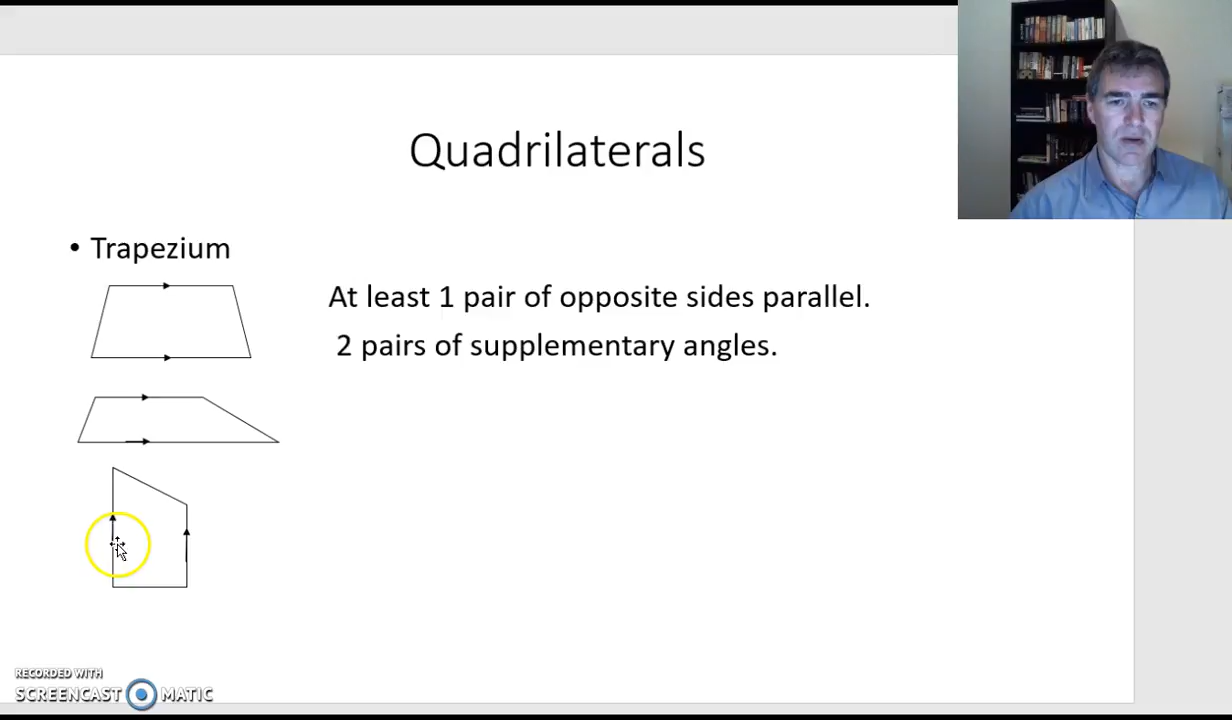 Quadrilaterals
• Trapezium
At least 1 pair of opposite sides parallel.
2 pairs of supplementary angles.
RECORDED WITH
SCREENCAST MATIC